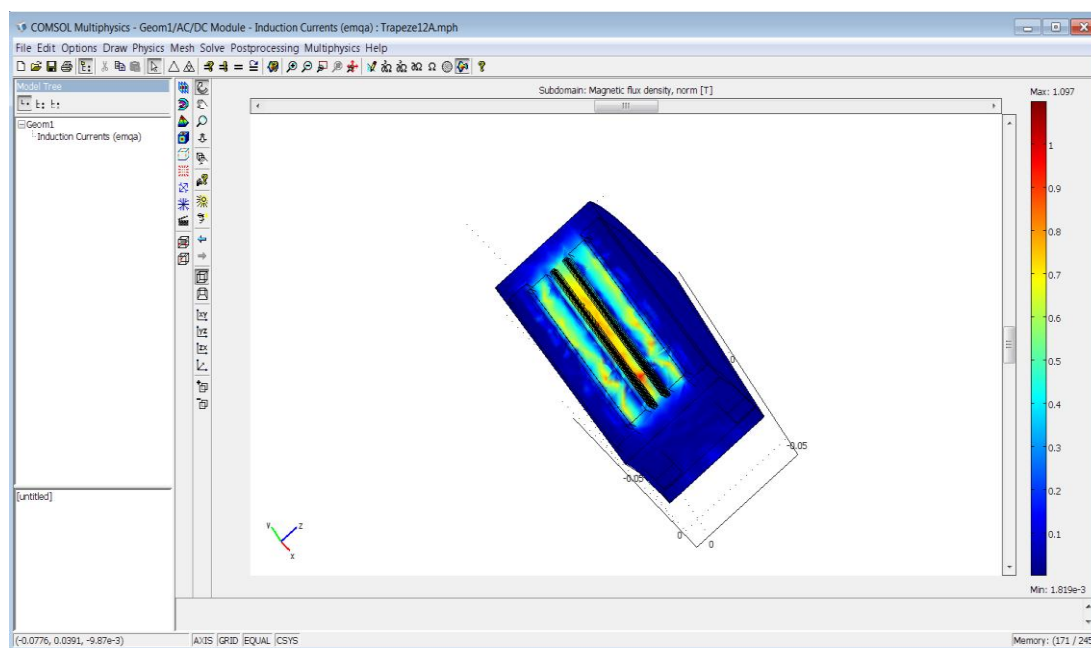 COMSOL Multiphysics - Geom1/AC/DC Module - Induction Currents (emqa) : Trapeze12A.mph
File Edit Options Draw Physics Mesh Solve Postprocessing Multiphysics Help
Model Tree
Geom1
Induction Currents (emqa)
Subdomain: Magnetic flux density, norm [T]
Max: 1.097
1
0.9
0.8
0.7
0.6
0.5
0.4
0.3
0.2
0.1
Min: 1.819e-3
0
-0.05
-0.05
0
0
y
z
x
[untitled]
(-0.0776, 0.0391, -9.87e-3)
AXIS GRID EQUAL CSYS
Memory: (171 / 245